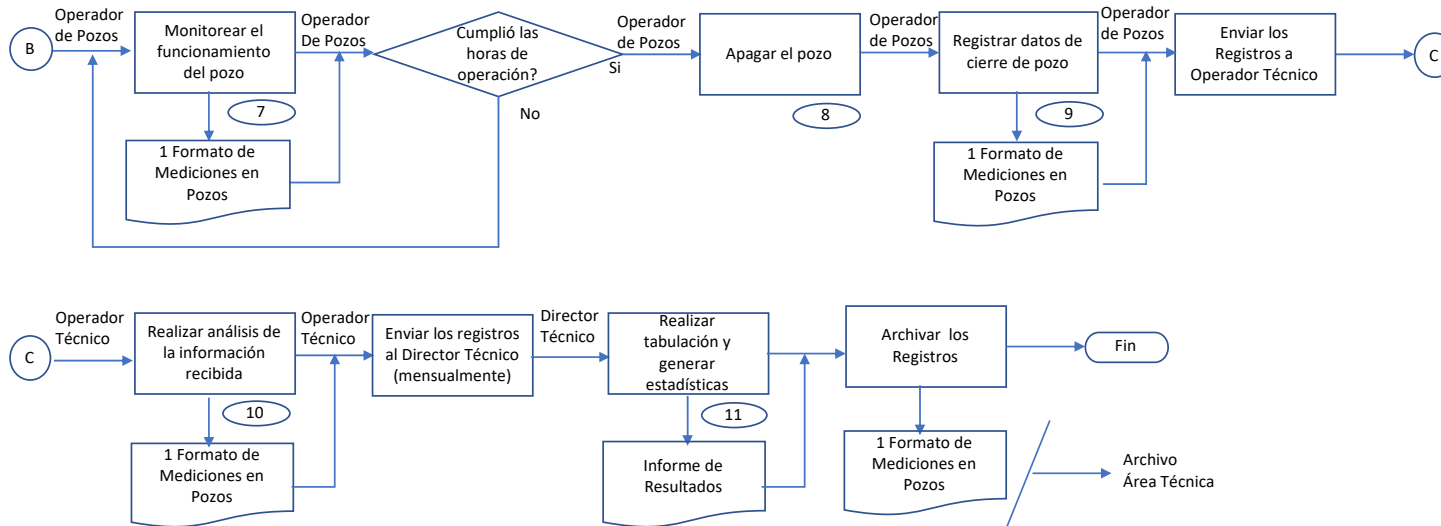 B
Operador
de Pozos
Monitorear el
funcionamiento
del pozo
7
1 Formato de
Mediciones en
Pozos
Operador
De Pozos
Cumplió las
horas de
operación?
Si
No
Operador
de Pozos
Apagar el pozo
8
Operador
de Pozos
Registrar datos de
cierre de pozo
9
1 Formato de
Mediciones en
Pozos
Operador
de Pozos
Enviar los
Registros a
Operador Técnico
C
C
Operador
Técnico
Realizar análisis de
la información
recibida
10
1 Formato de
Mediciones en
Pozos
Operador
Técnico
Enviar los registros
al Director Técnico
(mensualmente)
Director
Técnico
Realizar
tabulación y
generar
estadísticas
11
Informe de
Resultados
Archivar los
Registros
1 Formato de
Mediciones en
Pozos
Fin
Archivo
Área Técnica